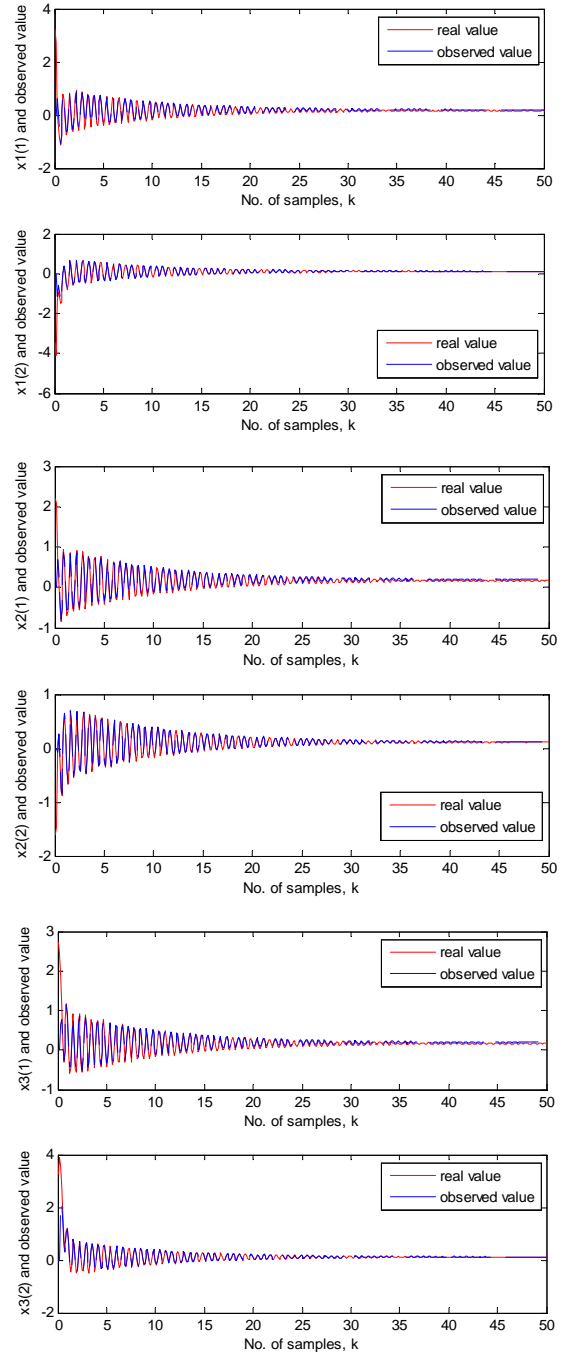 x1(1) and observed value
4
2
0
-2
real value
observed value
0 5 10 15 20 25 30 35 40 45 50
No. of samples, k
x1(2) and observed value
2
0
-2
-4
-6
real value
observed value
0 5 10 15 20 25 30 35 40 45 50
No. of samples, k
x2(1) and observed value
3
2
1
0
-1
real value
observed value
0 5 10 15 20 25 30 35 40 45 50
No. of samples, k
x2(2) and observed value
1
0
-1
-2
real value
observed value
0 5 10 15 20 25 30 35 40 45 50
No. of samples, k
x3(1) and observed value
3
2
1
0
-1
real value
observed value
0 5 10 15 20 25 30 35 40 45 50
No. of samples, k
x3(2) and observed value
4
2
0
-2
real value
observed value
0 5 10 15 20 25 30 35 40 45 50
No. of samples, k